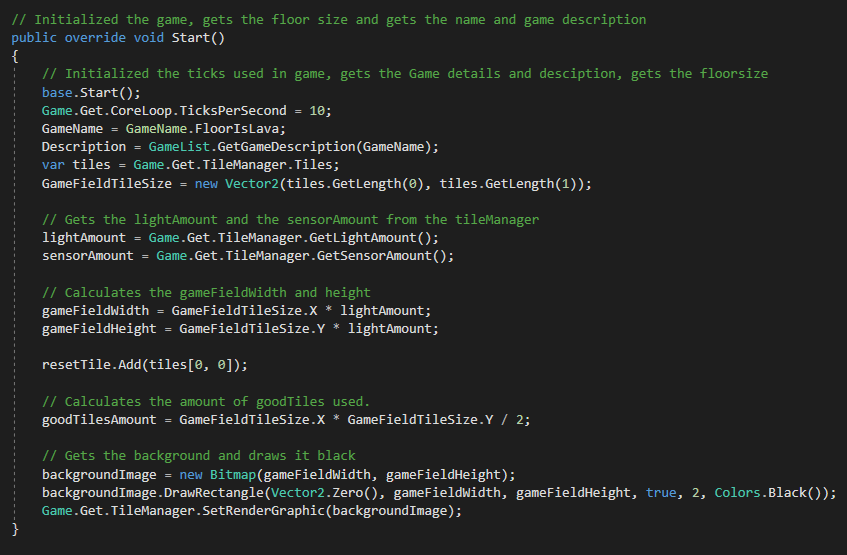 // Initialized the game, gets the floor size and gets the name and game description
public override void Start()
{
// Initialized the ticks used in game, gets the Game details and desciption, gets the floorsize
base.Start();
Game.Get.CoreLoop.TicksPerSecond = 10;
GameName = GameName.FloorIsLava;
Description = GameList.GetGameDescription(GameName);
var tiles = Game.Get.TileManager.Tiles;
GameFieldTileSize = new Vector2(tiles.GetLength(0), tiles.GetLength(1));
// Gets the lightAmount and the sensorAmount from the tileManager
lightAmount = Game.Get.TileManager.GetLightAmount();
sensorAmount = Game.Get.TileManager.GetSensorAmount();
// Calculates the gameFieldWidth and height
gameFieldWidth = GameFieldTileSize.X * lightAmount;
gameFieldHeight = GameFieldTileSize.Y * lightAmount;
resetTile.Add(tiles[0, 0]);
// Calculates the amount of goodTiles used.
goodTilesAmount = GameFieldTileSize.X * GameFieldTileSize.Y / 2;
// Gets the background and draws it black
backgroundImage = new Bitmap(gameFieldWidth, gameFieldHeight);
backgroundImage.DrawRectangle(Vector2.Zero(), gameFieldWidth, gameFieldHeight, true, 2, Colors.Black());
Game.Get.TileManager.SetRenderGraphic(backgroundImage);
}